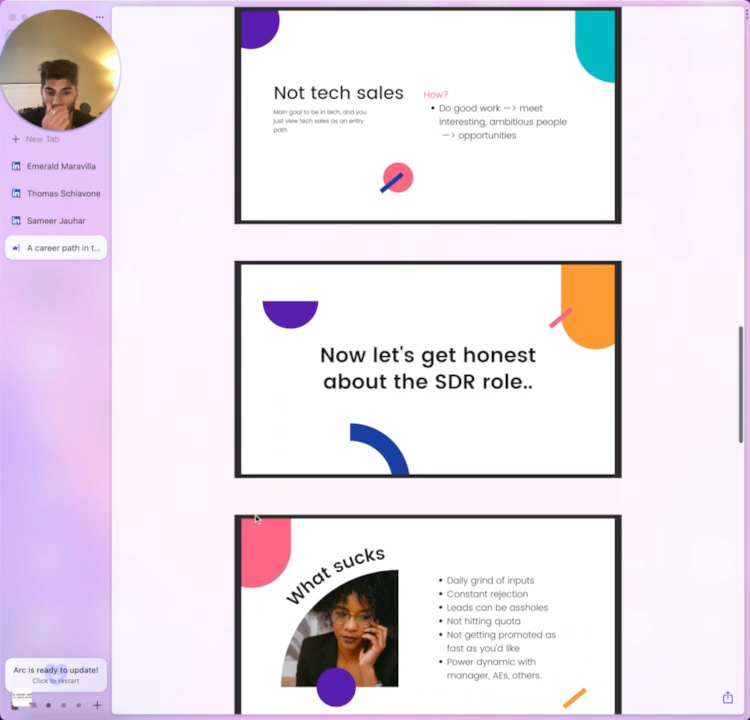 New Tab
Emerald Maravilla
Thomas Schiavone
Sameer Jauhar
A career path in t...
Arc is ready to update!
Click to restart
Not tech sales
Main goal to be in tech, and you
just view tech sales as an entry
path.
How?
• Do good work —> meet
interesting, ambitious people
—> opportunities
Now let's get honest
about the SDR role..
What sucks
• Daily grind of inputs
• Constant rejection
• Leads can be assholes
• Not hitting quota
• Not getting promoted as
fast as you'd like
• Power dynamic with
manager, AEs, others.